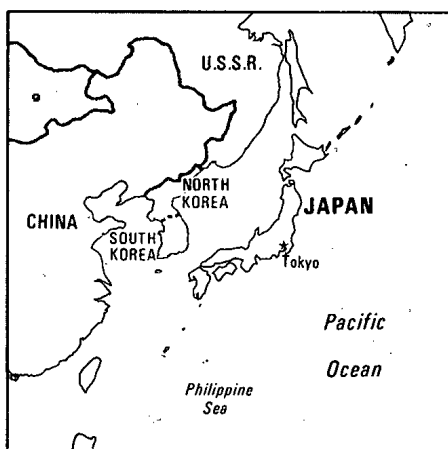 U.S.S.R.
NORTH
KOREA
JAPAN
CHINA
SOUTH
KOREA
Tokyo
Pacific
Ocean
Philippine
Sea